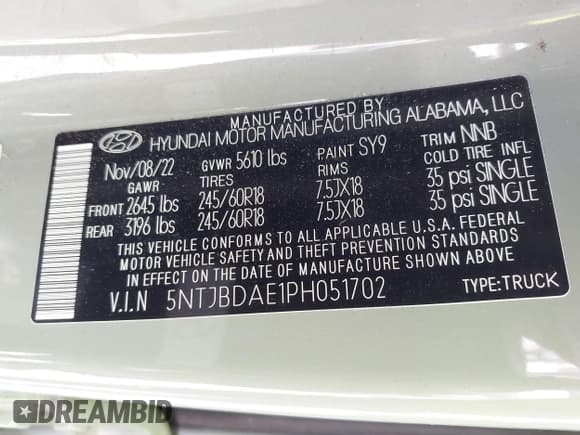 MANUFACTURED BY
HYUNDAI MOTOR MANUFACTURING ALABAMA, LLC
Nov/08/22 GVWR 5610 lbs PAINT SY9 TRIM NNB
GAWR TIRES RIMS COLD TIRE INFL
FRONT 2645 lbs 245/60R18 7.5JX18 35 psi SINGLE
REAR 3196 lbs 245/60R18 7.5JX18 35 psi SINGLE
THIS VEHICLE CONFORMS TO ALL APPLICABLE U.S.A. FEDERAL
MOTOR VEHICLE SAFETY AND THEFT PREVENTION STANDARDS
IN EFFECT ON THE DATE OF MANUFACTURE SHOWN ABOVE
V.I.N 5NTJBDAE1PH051702 TYPE:TRUCK
DREAMBID